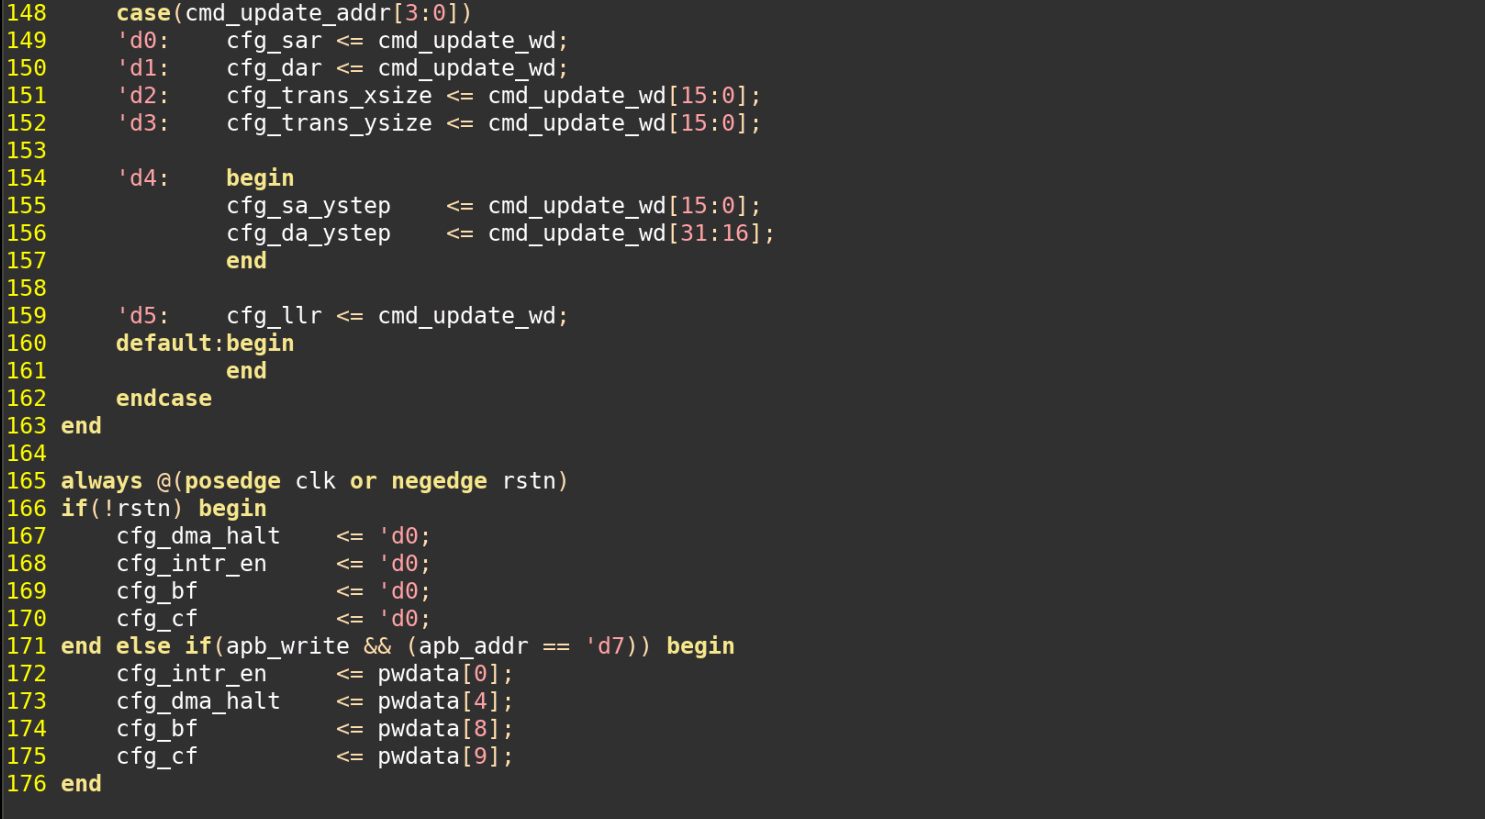 148     case(cmd_update_addr[3:0])
149     'd0:    cfg_sar <= cmd_update_wd;
150     'd1:    cfg_dar <= cmd_update_wd;
151     'd2:    cfg_trans_xsize <= cmd_update_wd[15:0];
152     'd3:    cfg_trans_ysize <= cmd_update_wd[15:0];
153
154     'd4:    begin
155             cfg_sa_ystep    <= cmd_update_wd[15:0];
156             cfg_da_ystep    <= cmd_update_wd[31:16];
157             end
158
159     'd5:    cfg_llr <= cmd_update_wd;
160     default:begin
161             end
162     endcase
163 end
164
165 always @(posedge clk or negedge rstn)
166 if(!rstn) begin
167     cfg_dma_halt    <= 'd0;
168     cfg_intr_en     <= 'd0;
169     cfg_bf          <= 'd0;
170     cfg_cf          <= 'd0;
171 end else if(apb_write && (apb_addr == 'd7)) begin
172     cfg_intr_en     <= pwdata[0];
173     cfg_dma_halt    <= pwdata[4];
174     cfg_bf          <= pwdata[8];
175     cfg_cf          <= pwdata[9];
176 end